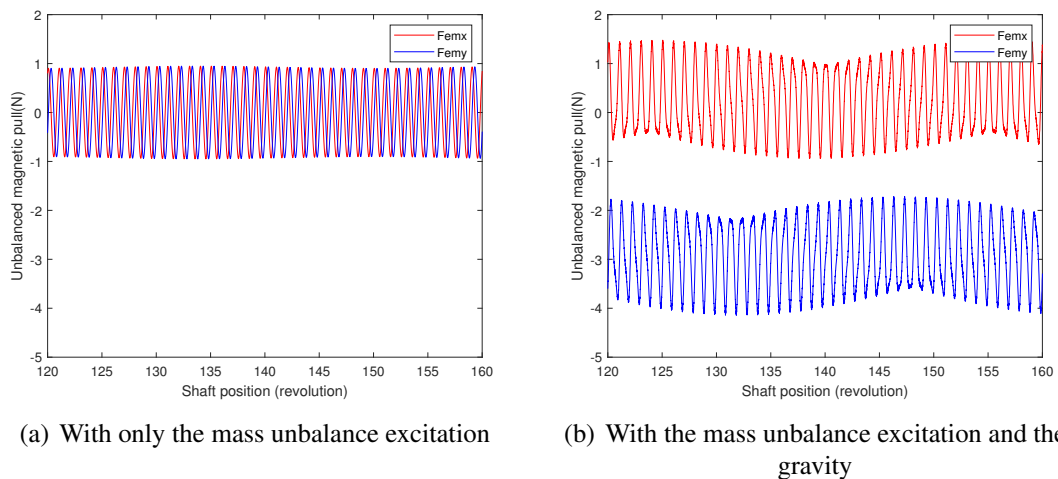 2
1
0
-1
-2
-3
-4
-5
Unbalanced magnetic pull(N)
120 125 130 135 140 145 150 155 160
Shaft position (revolution)
Femx
Femy
(a) With only the mass unbalance excitation
2
1
0
-1
-2
-3
-4
-5
Unbalanced magnetic pull(N)
120 125 130 135 140 145 150 155 160
Shaft position (revolution)
Femx
Femy
(b) With the mass unbalance excitation and the
gravity